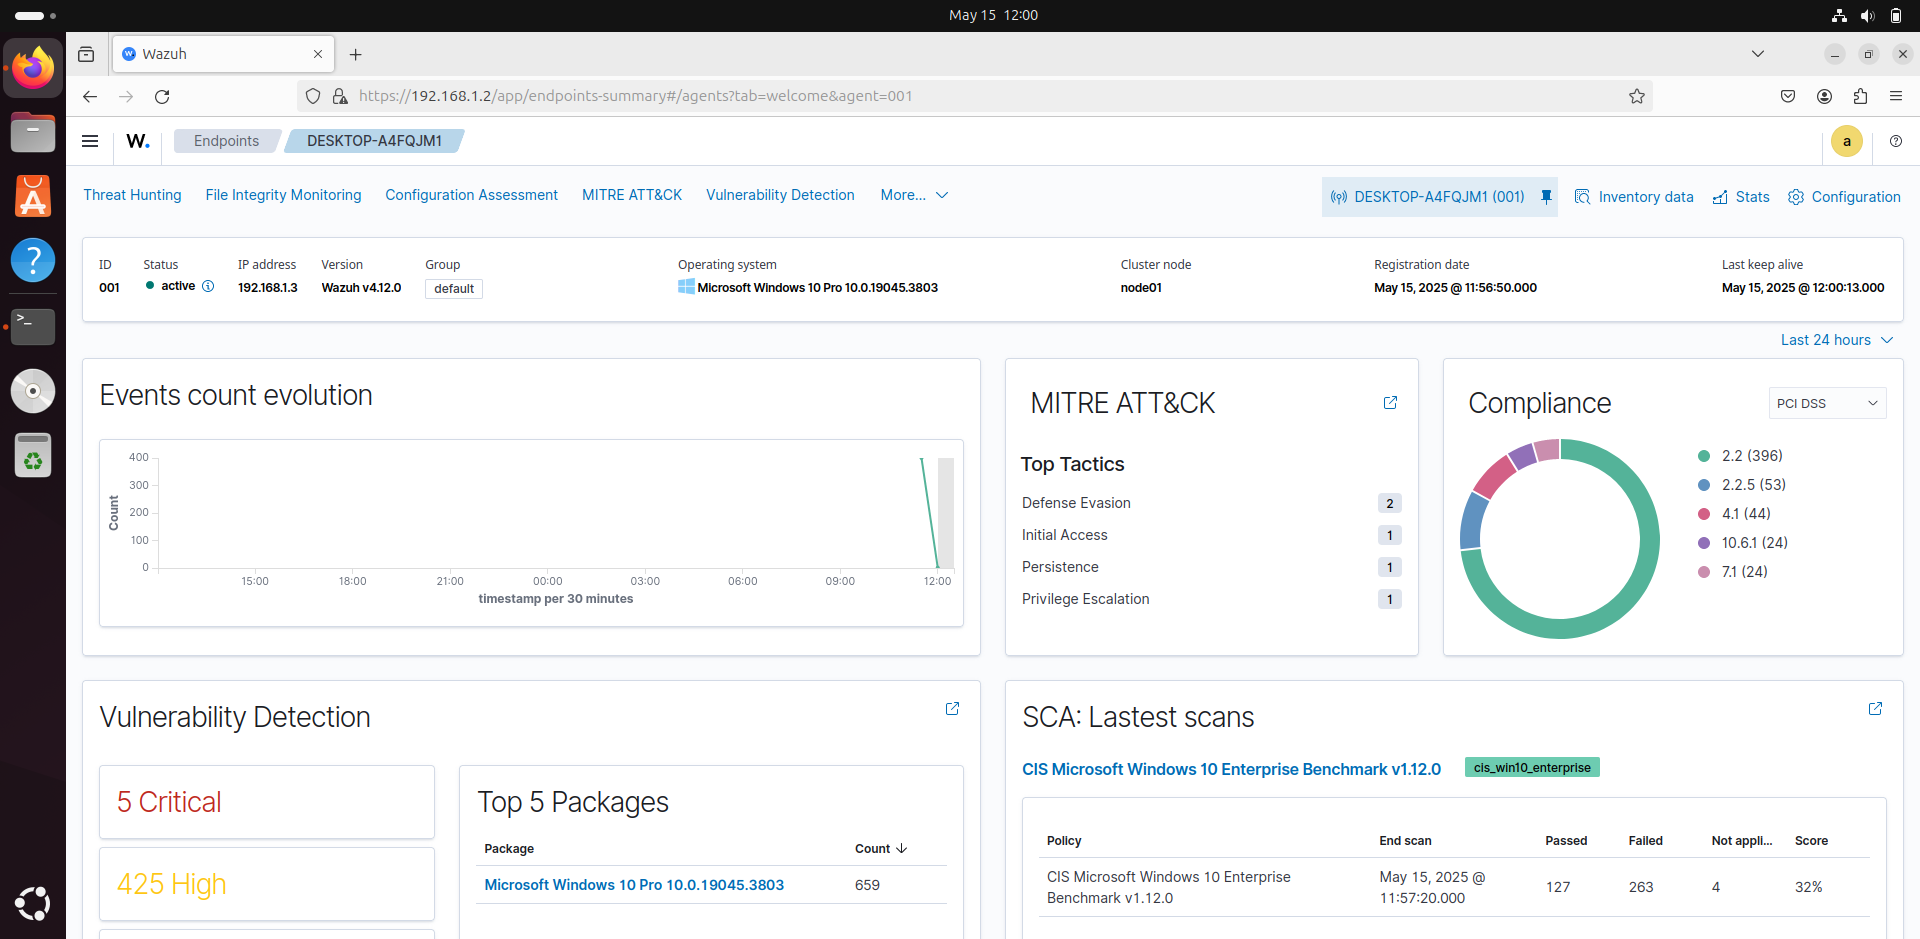 May 15 12:00
Wazuh
https://192.168.1.2/app/endpoints-summary#/agents?tab=welcome&agent=001
W. Endpoints DESKTOP-A4FQJM1 a
Threat Hunting File Integrity Monitoring Configuration Assessment MITRE ATT&CK Vulnerability Detection More... DESKTOP-A4FQJM1 (001) Inventory data Stats Configuration
ID Status IP address Version Group Operating system Cluster node Registration date Last keep alive
001 active 192.168.1.3 Wazuh v4.12.0 default Microsoft Windows 10 Pro 10.0.19045.3803 node01 May 15, 2025 @ 11:56:50.000 May 15, 2025 @ 12:00:13.000
Last 24 hours
Events count evolution
400
300
200
100
0
Count
15:00 18:00 21:00 00:00 03:00 06:00 09:00 12:00
timestamp per 30 minutes
MITRE ATT&CK
Top Tactics
Defense Evasion 2
Initial Access 1
Persistence 1
Privilege Escalation 1
Compliance PCI DSS
2.2 (396)
2.2.5 (53)
4.1 (44)
10.6.1 (24)
7.1 (24)
Vulnerability Detection
5 Critical
425 High
Top 5 Packages
Package Count
Microsoft Windows 10 Pro 10.0.19045.3803 659
SCA: Lastest scans
CIS Microsoft Windows 10 Enterprise Benchmark v1.12.0 cis_win10_enterprise
Policy End scan Passed Failed Not appli... Score
CIS Microsoft Windows 10 Enterprise Benchmark v1.12.0 May 15, 2025 @ 11:57:20.000 127 263 4 32%